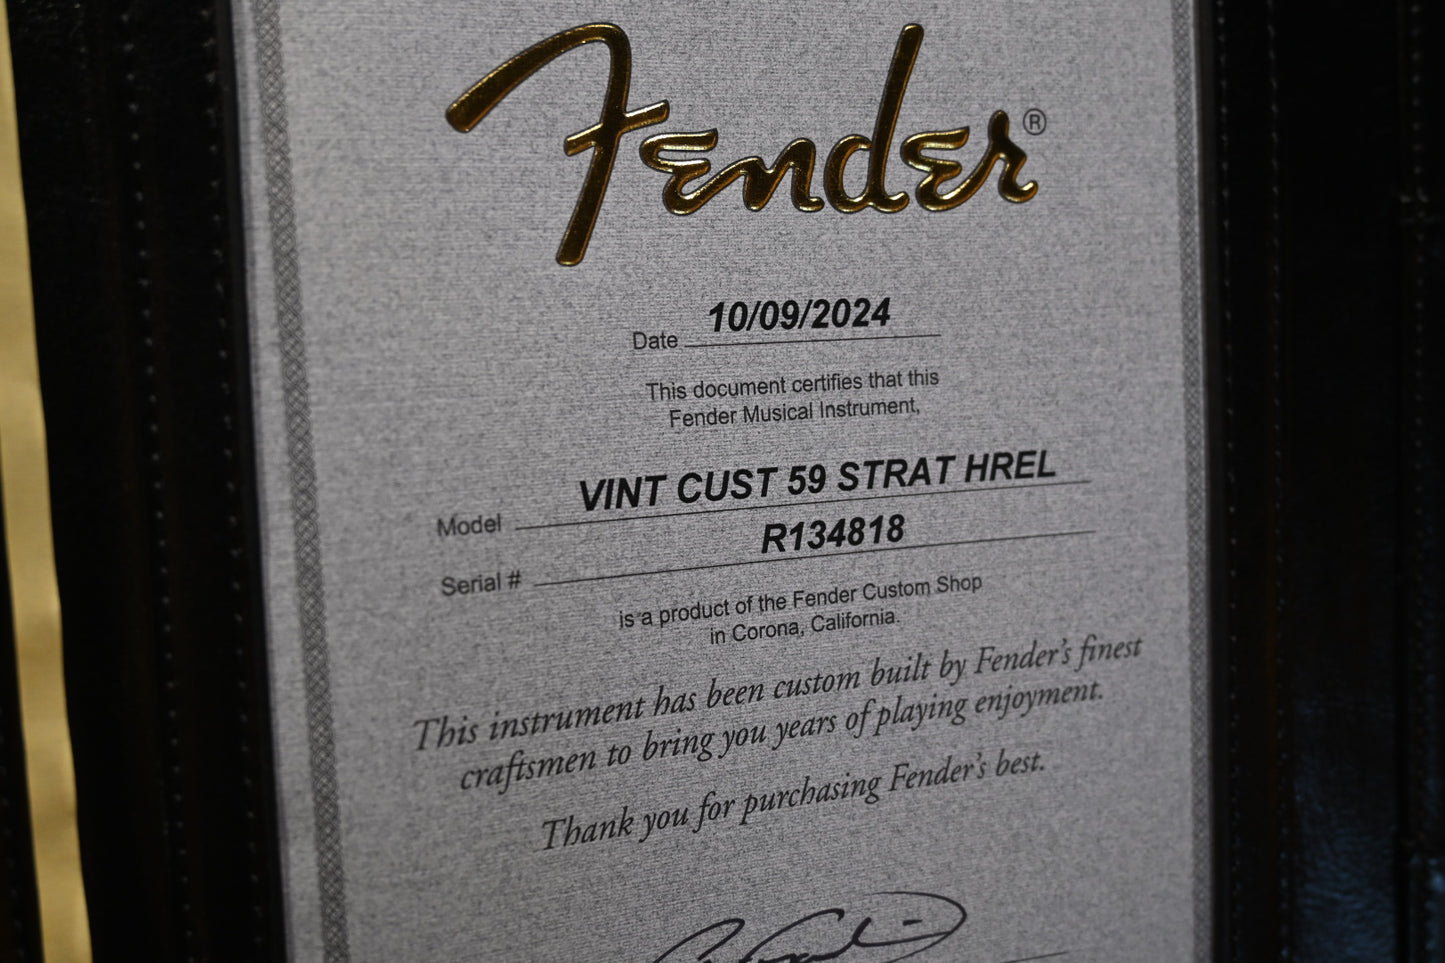 Fender®
Date 10/09/2024
This document certifies that this
Fender Musical Instrument,
Model VINT CUST 59 STRAT HREL
Serial # R134818
is a product of the Fender Custom Shop
in Corona, California.
This instrument has been custom built by Fender's finest
craftsmen to bring you years of playing enjoyment.
Thank you for purchasing Fender's best.